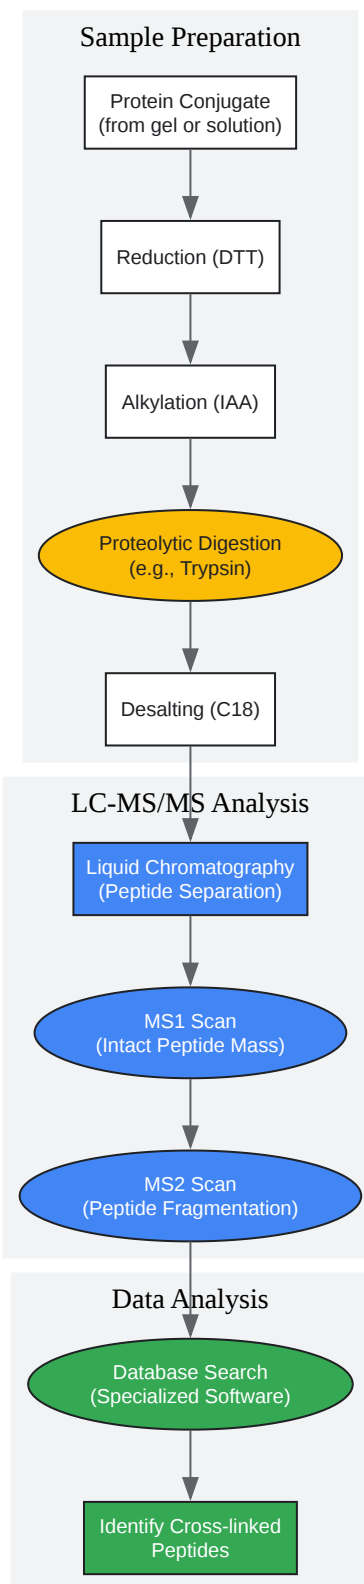 Sample Preparation
Protein Conjugate
(from gel or solution)
Reduction (DTT)
Alkylation (IAA)
Proteolytic Digestion
(e.g., Trypsin)
Desalting (C18)
LC-MS/MS Analysis
Liquid Chromatography
(Peptide Separation)
MS1 Scan
(Intact Peptide Mass)
MS2 Scan
(Peptide Fragmentation)
Data Analysis
Database Search
(Specialized Software)
Identify Cross-linked
Peptides